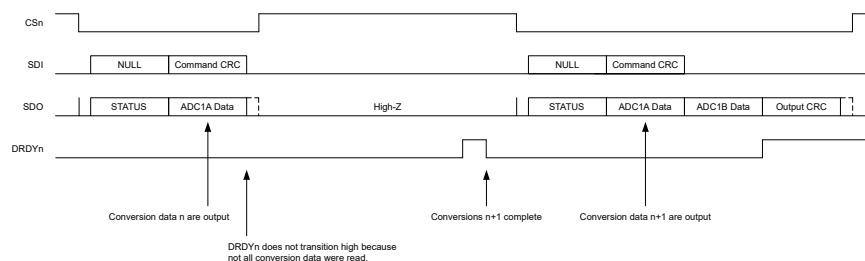 CSn
SDI NULL Command CRC NULL Command CRC
SDO STATUS ADC1A Data High-Z STATUS ADC1A Data ADC1B Data Output CRC
DRDYn
Conversion data n are output Conversions n+1 complete Conversion data n+1 are output
DRDYn does not transition high because
not all conversion data were read.